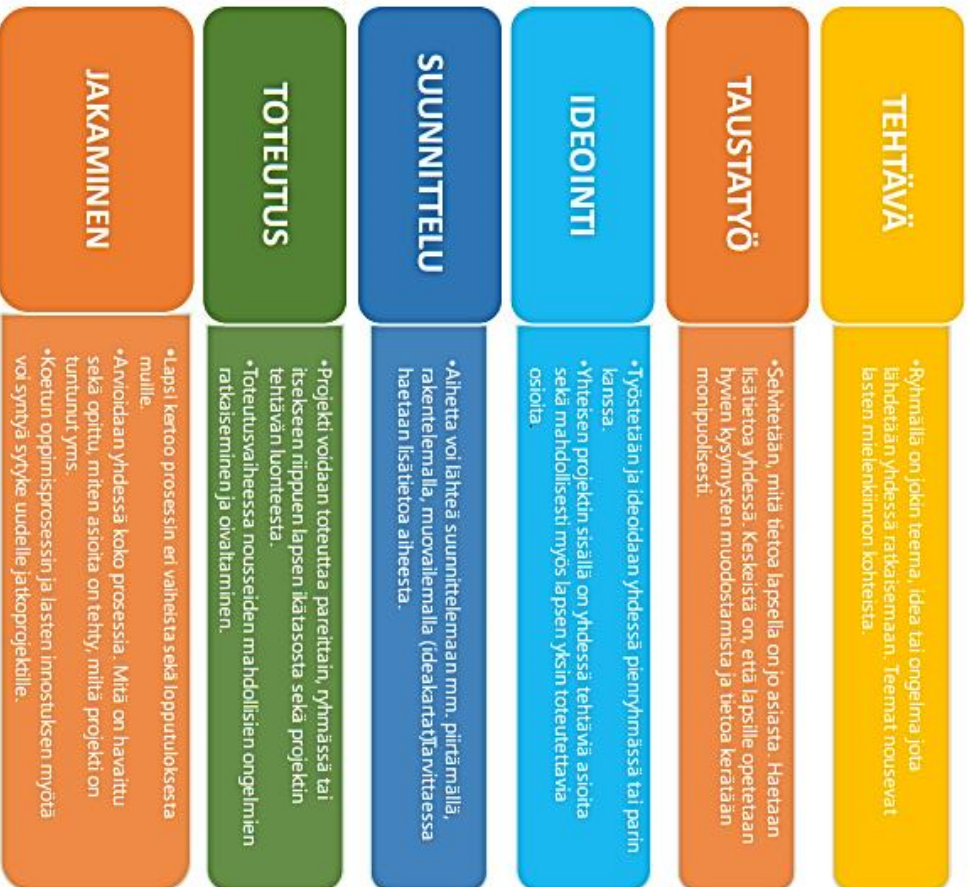 TEHTÄVÄ
•Ryhmällä on jokin teema, idea tai ongelma jota
lähdetään yhdessä ratkaisemaan. Teemat nousevat
lasten mielenkiinnon kohteista.
TAUSTATYÖ
•Selvitetään, mitä tietoa lapsella on jo asiasta. Haetaan
lisätietoa yhdessä. Keskeistä on, että lapsille opetetaan
hyvien kysymysten muodostamista ja tietoa kerätään
monipuolisesti.
IDEOINTI
•Työstetään ja ideoidaan yhdessä pienryhmässä tai parin
kanssa.
•Yhteisen projektin sisällä on yhdessä tehtäviä asioita
sekä mahdollisesti myös lapsen yksin toteutettavia
osioita.
SUUNNITTELU
•Aihetta voi lähteä suunnittelemaan mm. piirtämällä,
rakentelemalla, muovailemalla (ideakartat)Tarvittaessa
haetaan lisätietoa aiheesta.
TOTEUTUS
•Projekti voidaan toteuttaa pareittain, ryhmässä tai
itsekseen riippuen lapsen ikätasosta sekä projektin
tehtävän luonteesta.
•Toteutusvaiheessa nousseiden mahdollisien ongelmien
ratkaiseminen ja oivaltaminen.
JAKAMINEN
•Lapsi kertoo prosessin eri vaiheista sekä lopputuloksesta
muille.
•Arvioidaan yhdessä koko prosessia. Mitä on havaittu
sekä opittu, miten asioita on tehty, miltä projekti on
tuntunut yms.
•Koetun oppimisprosessin ja lasten innostuksen myötä
voi syntyä sytyke uudelle jatkoprojektille.